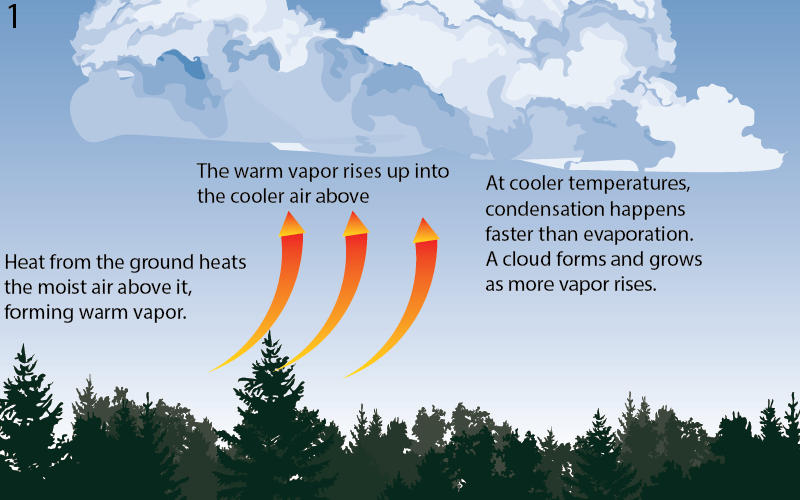 1
The warm vapor rises up into
the cooler air above
At cooler temperatures,
condensation happens
faster than evaporation.
A cloud forms and grows
as more vapor rises.
Heat from the ground heats
the moist air above it,
forming warm vapor.